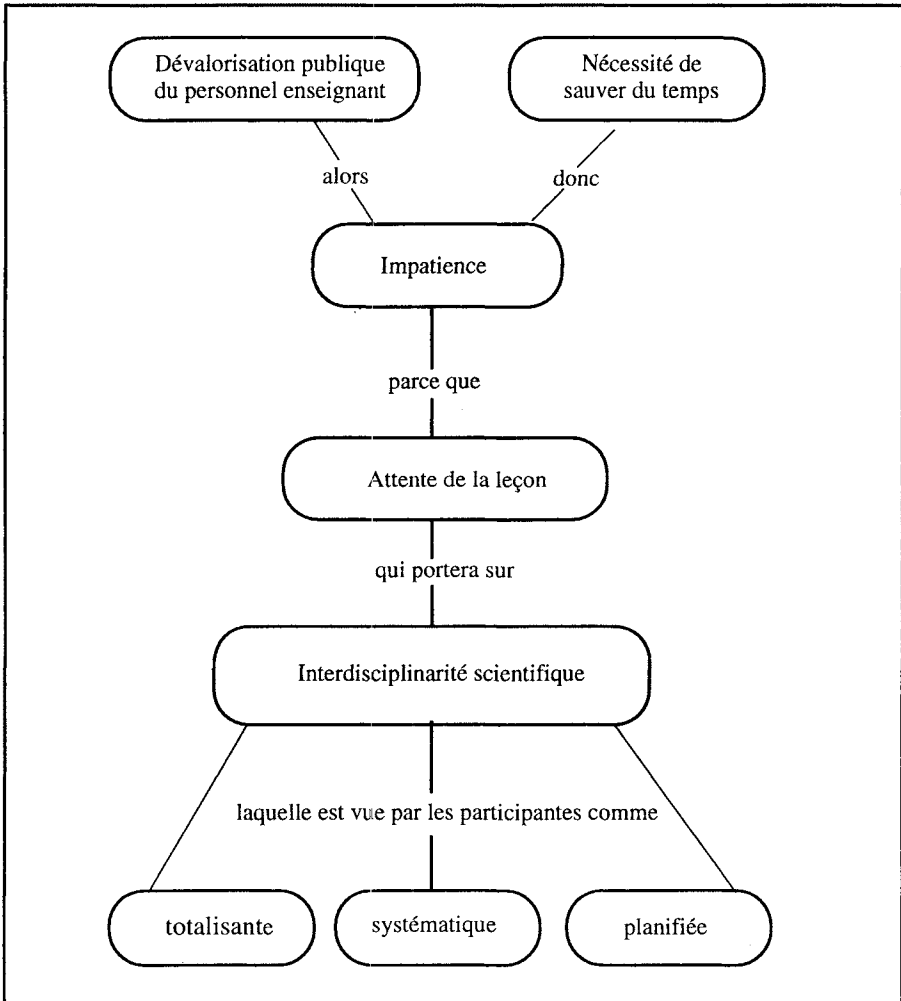 Dévalorisation publique
du personnel enseignant
Nécessité de
sauver du temps
alors
donc
Impatience
parce que
Attente de la leçon
qui portera sur
Interdisciplinarité scientifique
laquelle est vue par les participantes comme
totalisante
systématique
planifiée